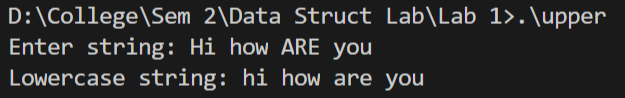 D:\College\Sem 2\Data Struct Lab\Lab 1>.\upper
Enter string: Hi how ARE you
Lowercase string: hi how are you